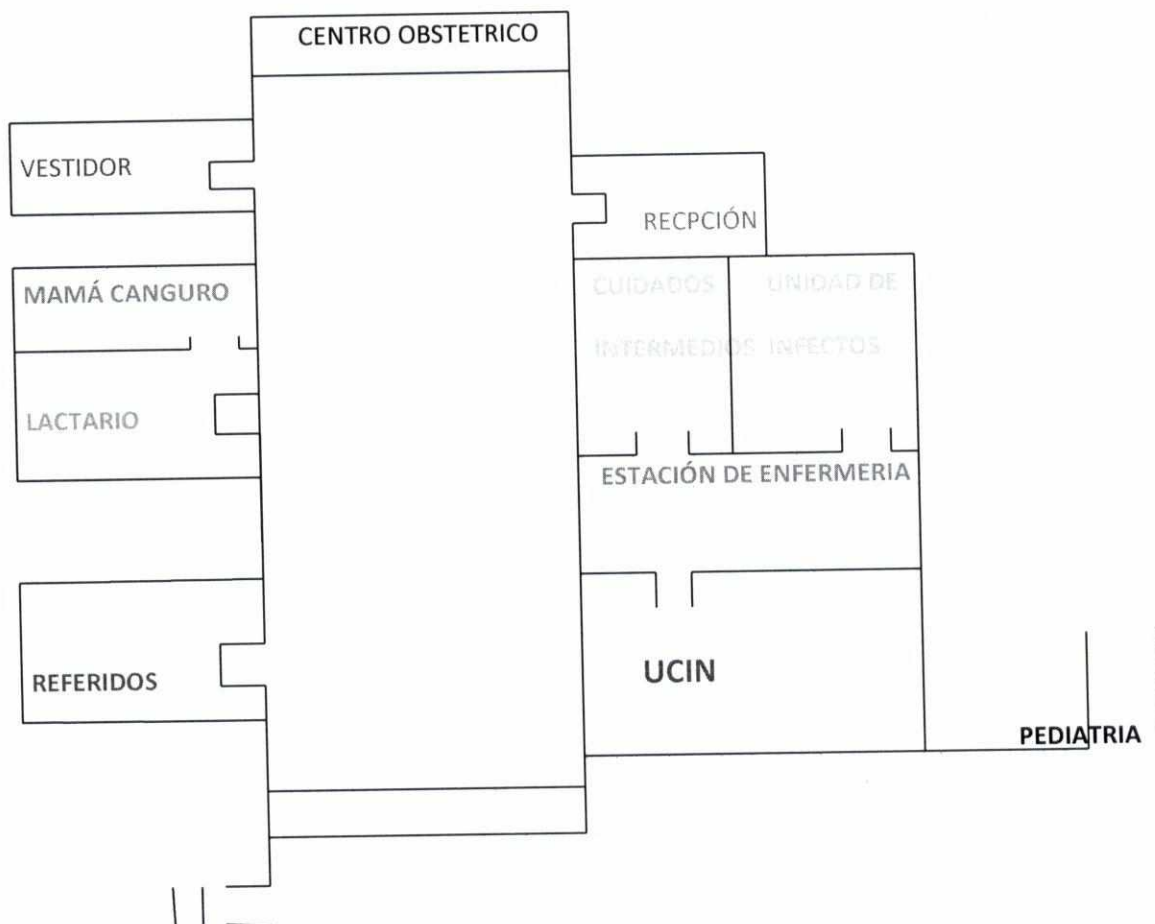 CENTRO OBSTETRICO
VESTIDOR
RECPCIÓN
MAMÁ CANGURO
CUIDADOS
INTERMEDIOS
UNIDAD DE
INFECTOS
LACTARIO
ESTACIÓN DE ENFERMERIA
REFERIDOS
UCIN
PEDIATRIA